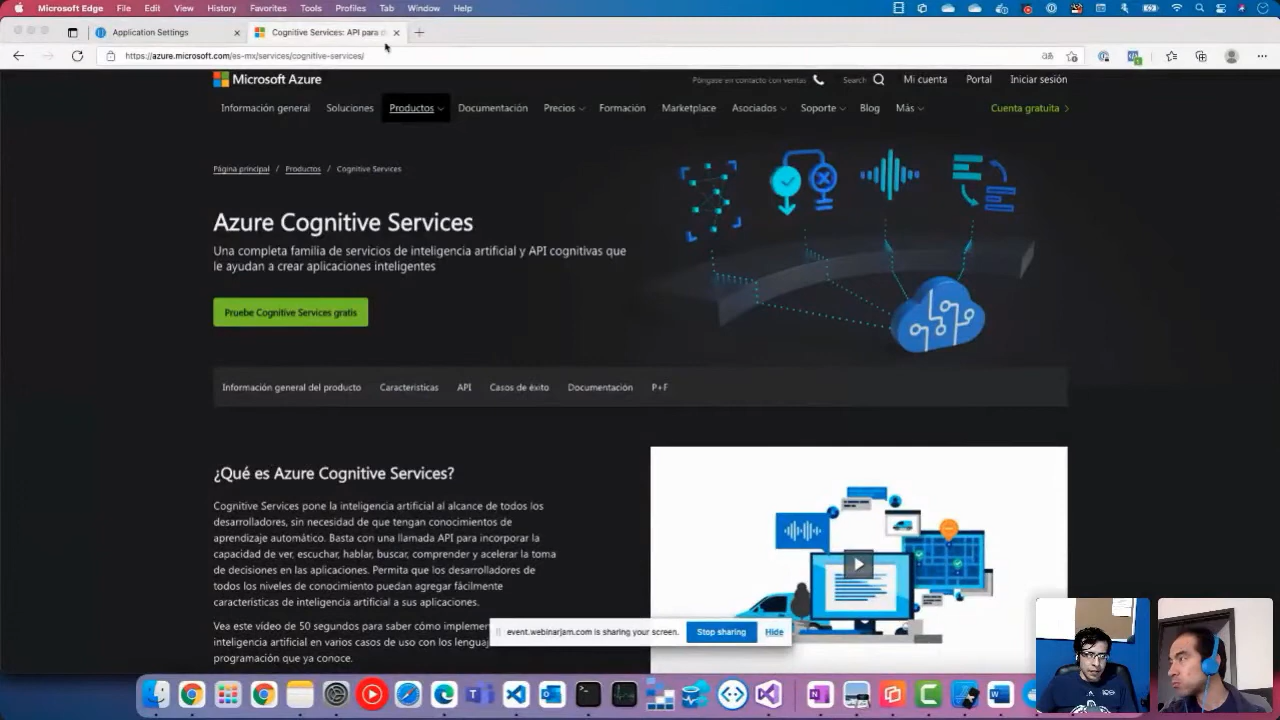 Microsoft Edge File Edit View History Favorites Tools Profiles Tab Window Help
Application Settings
Cognitive Services: API para
https://azure.microsoft.com/es-mx/services/cognitive-services/
Microsoft Azure
Póngase en contacto con ventas Search Mi cuenta Portal Iniciar sesión
Información general Soluciones Productos Documentación Precios Formación Marketplace Asociados Soporte Blog Más Cuenta gratuita
Página principal / Productos / Cognitive Services
Azure Cognitive Services
Una completa familia de servicios de inteligencia artificial y API cognitivas que
le ayudan a crear aplicaciones inteligentes
Pruebe Cognitive Services gratis
Información general del producto Características API Casos de éxito Documentación P+F
¿Qué es Azure Cognitive Services?
Cognitive Services pone la inteligencia artificial al alcance de todos los
desarrolladores, sin necesidad de que tengan conocimientos de
aprendizaje automático. Basta con una llamada API para incorporar la
capacidad de ver, escuchar, hablar, buscar, comprender y acelerar la toma
de decisiones en las aplicaciones. Permita que los desarrolladores de
todos los niveles de conocimiento puedan agregar fácilmente
características de inteligencia artificial a sus aplicaciones.
Vea este vídeo de 50 segundos para saber cómo implemen
inteligencia artificial en varios casos de uso con los lenguaj
programación que ya conoce.
event.webinarjam.com is sharing your screen. Stop sharing Hide